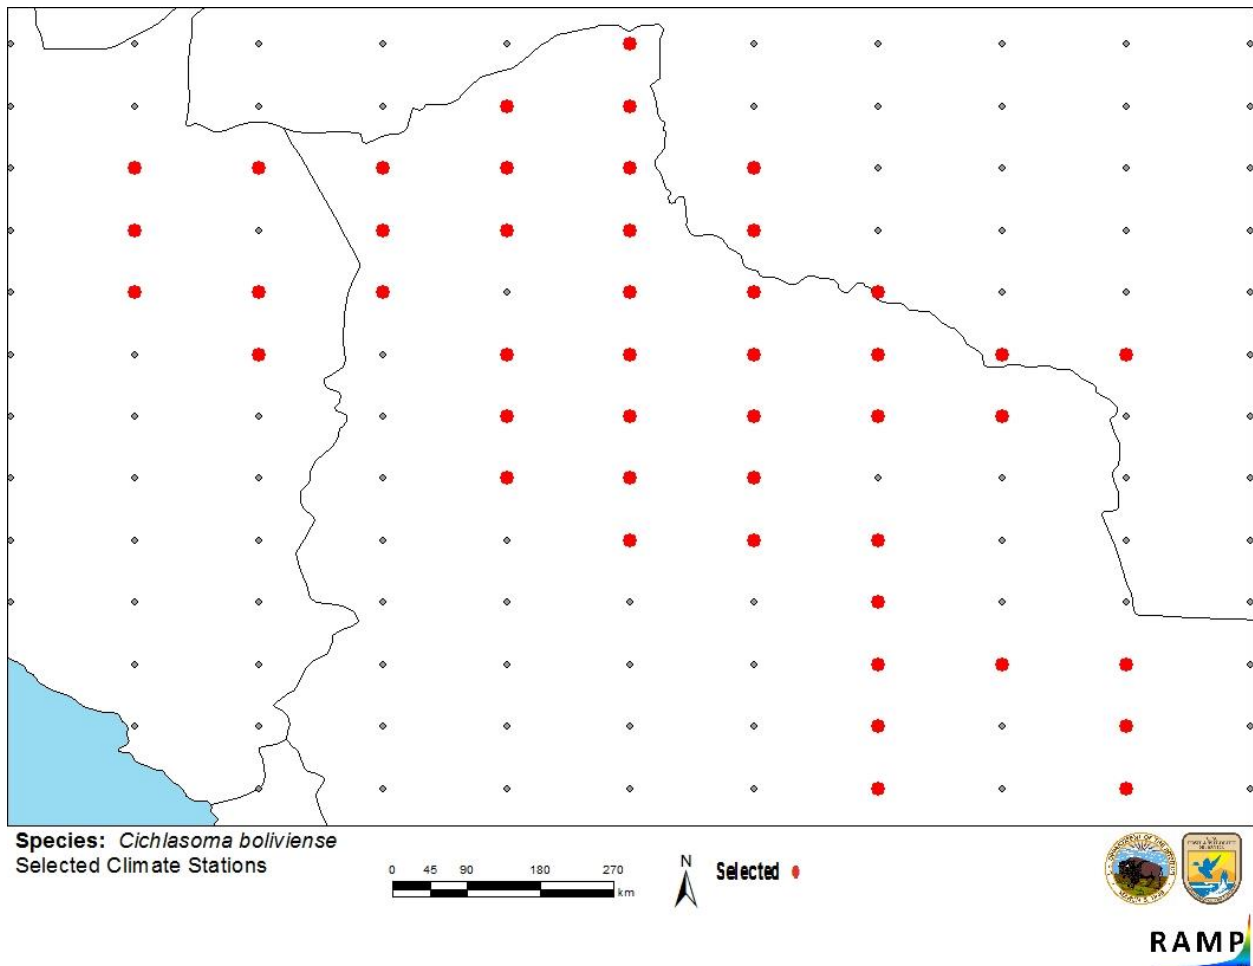 Species: Cichlasoma boliviense
Selected Climate Stations
0 45 90 180 270
km
N
Selected
RAMP